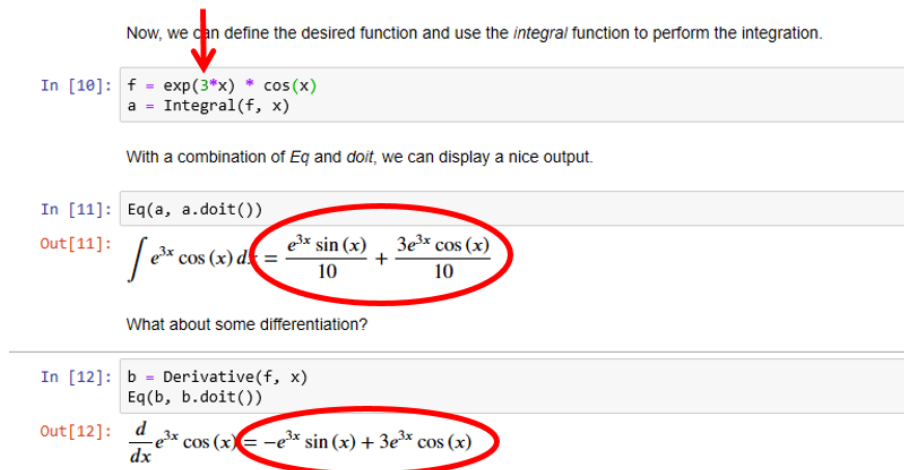 Now, we can define the desired function and use the integral function to perform the integration.
In [10]: f = exp(3*x) * cos(x)
a = Integral(f, x)
With a combination of Eq and doit, we can display a nice output.
In [11]: Eq(a, a.doit())
Out[11]: ∫ e^{3x} cos (x) dx = \frac{e^{3x} sin (x)}{10} + \frac{3e^{3x} cos (x)}{10}
What about some differentiation?
In [12]: b = Derivative(f, x)
Eq(b, b.doit())
Out[12]: \frac{d}{dx} e^{3x} cos (x) = −e^{3x} sin (x) + 3e^{3x} cos (x)